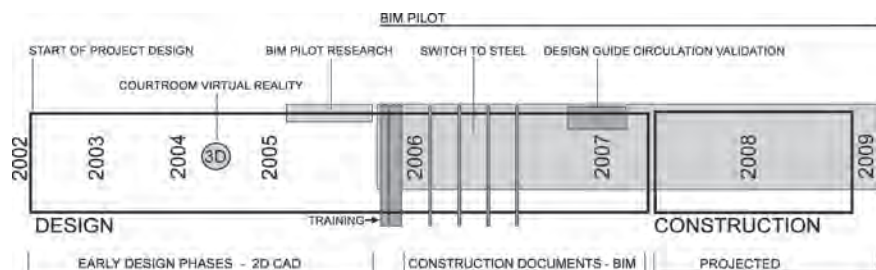 BIM PILOT
START OF PROJECT DESIGN BIM PILOT RESEARCH SWITCH TO STEEL DESIGN GUIDE CIRCULATION VALIDATION
COURTROOM VIRTUAL REALITY
2002 2003 2004 3D 2005 2006 2007 2008 2009
DESIGN TRAINING CONSTRUCTION
EARLY DESIGN PHASES - 2D CAD CONSTRUCTION DOCUMENTS - BIM PROJECTED